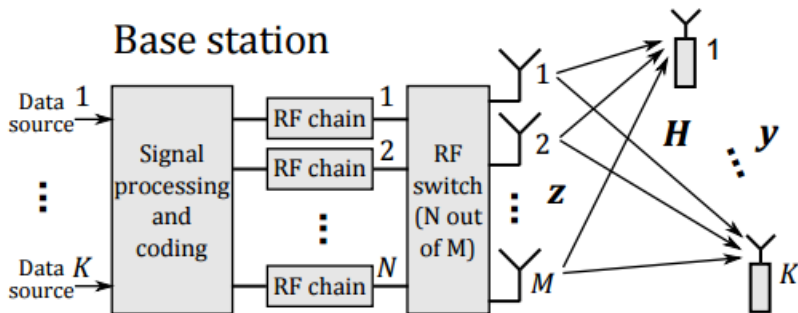 Base station
Data 1
source
Signal
processing
and
coding
RF chain 1
RF chain 2
RF chain N
RF
switch
(N out
of M)
1
2
z
M
H
y
1
K
Data K
source